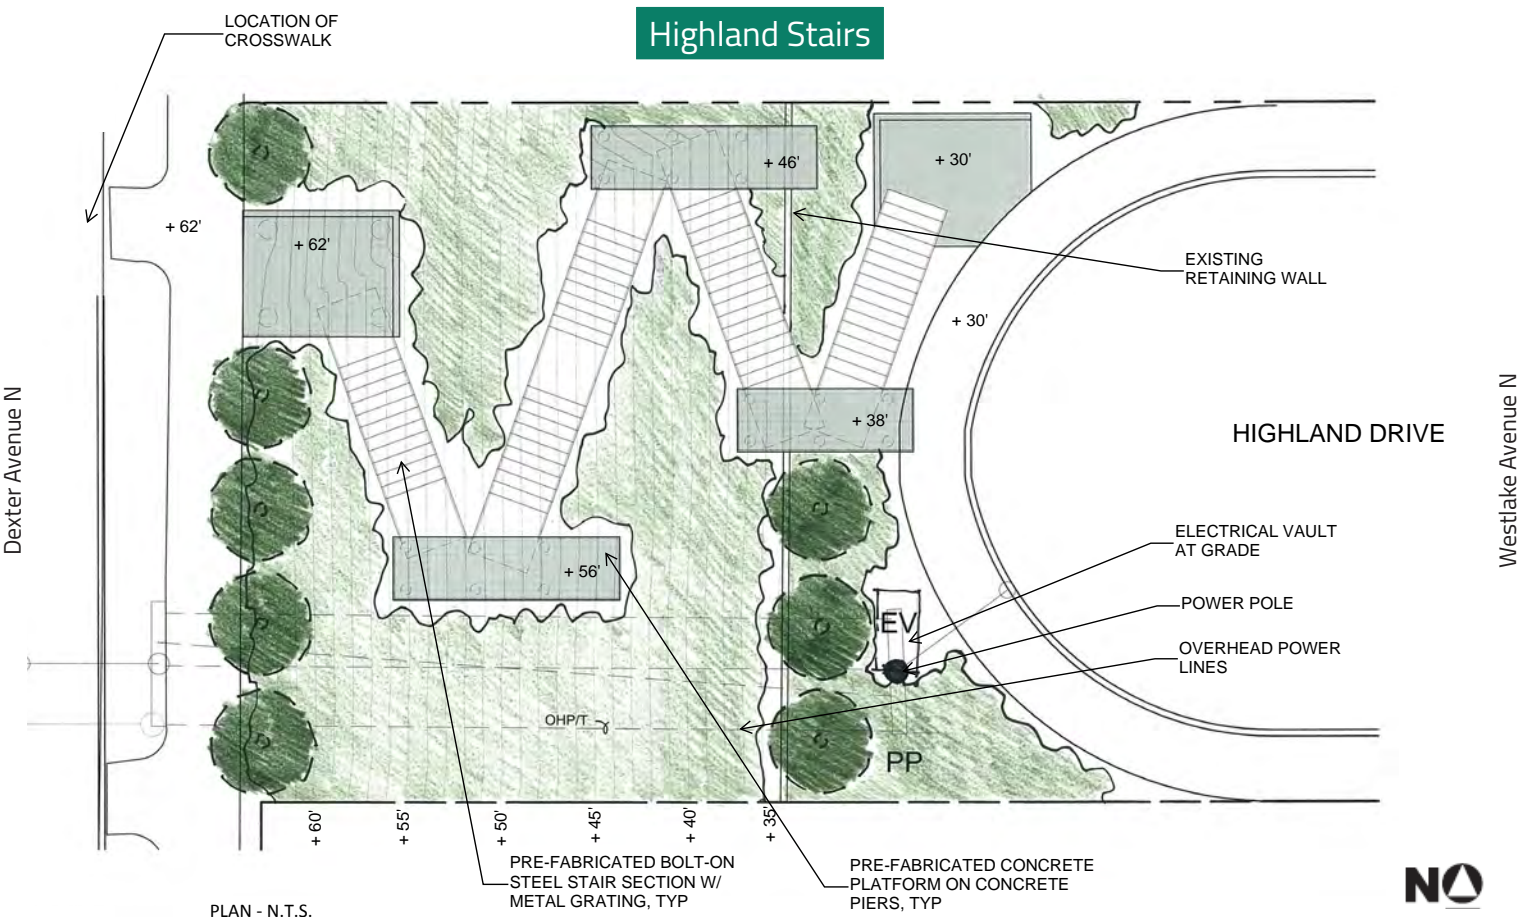 Highland Stairs
LOCATION OF
CROSSWALK
+ 62'
+ 62'
+ 46'
+ 30'
EXISTING
RETAINING WALL
+ 30'
+ 38'
HIGHLAND DRIVE
Dexter Avenue N
Westlake Avenue N
ELECTRICAL VAULT
AT GRADE
+ 56'
POWER POLE
EV
OVERHEAD POWER
LINES
OHP/T
PP
+ 60'
+ 55'
+ 50'
+ 45'
+ 40'
+ 35'
PRE-FABRICATED BOLT-ON
STEEL STAIR SECTION W/
METAL GRATING, TYP
PRE-FABRICATED CONCRETE
PLATFORM ON CONCRETE
PIERS, TYP
PLAN - N.T.S.
N